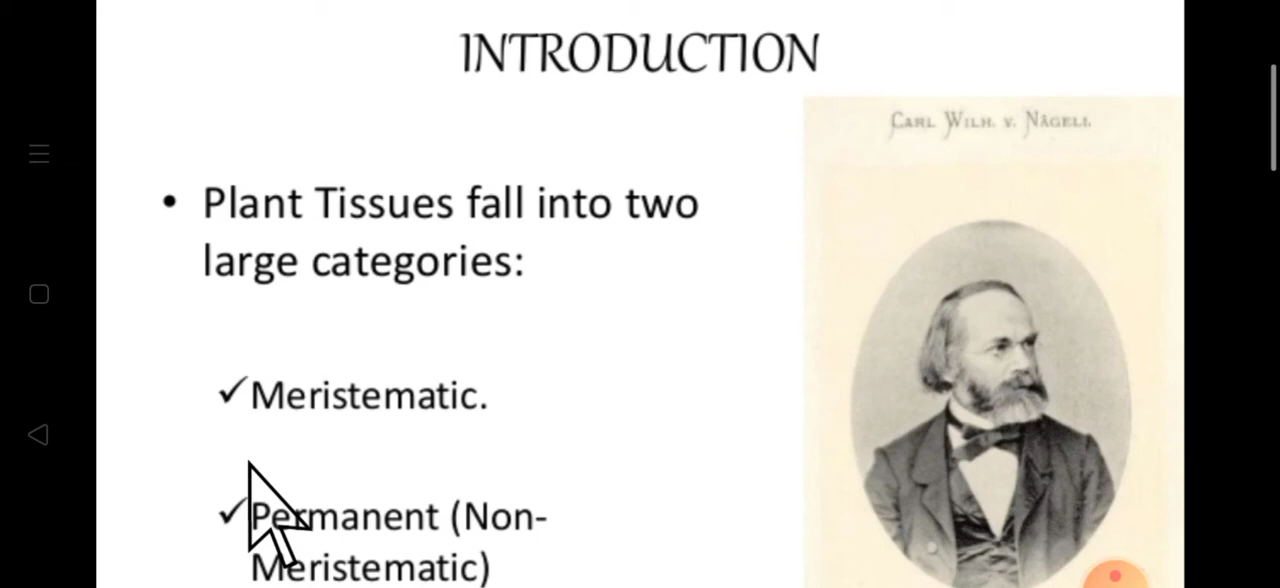 INTRODUCTION
CARL WILH. V. NÄGELI.
• Plant Tissues fall into two
large categories:
✓Meristematic.
✓Permanent (Non-
Meristematic)